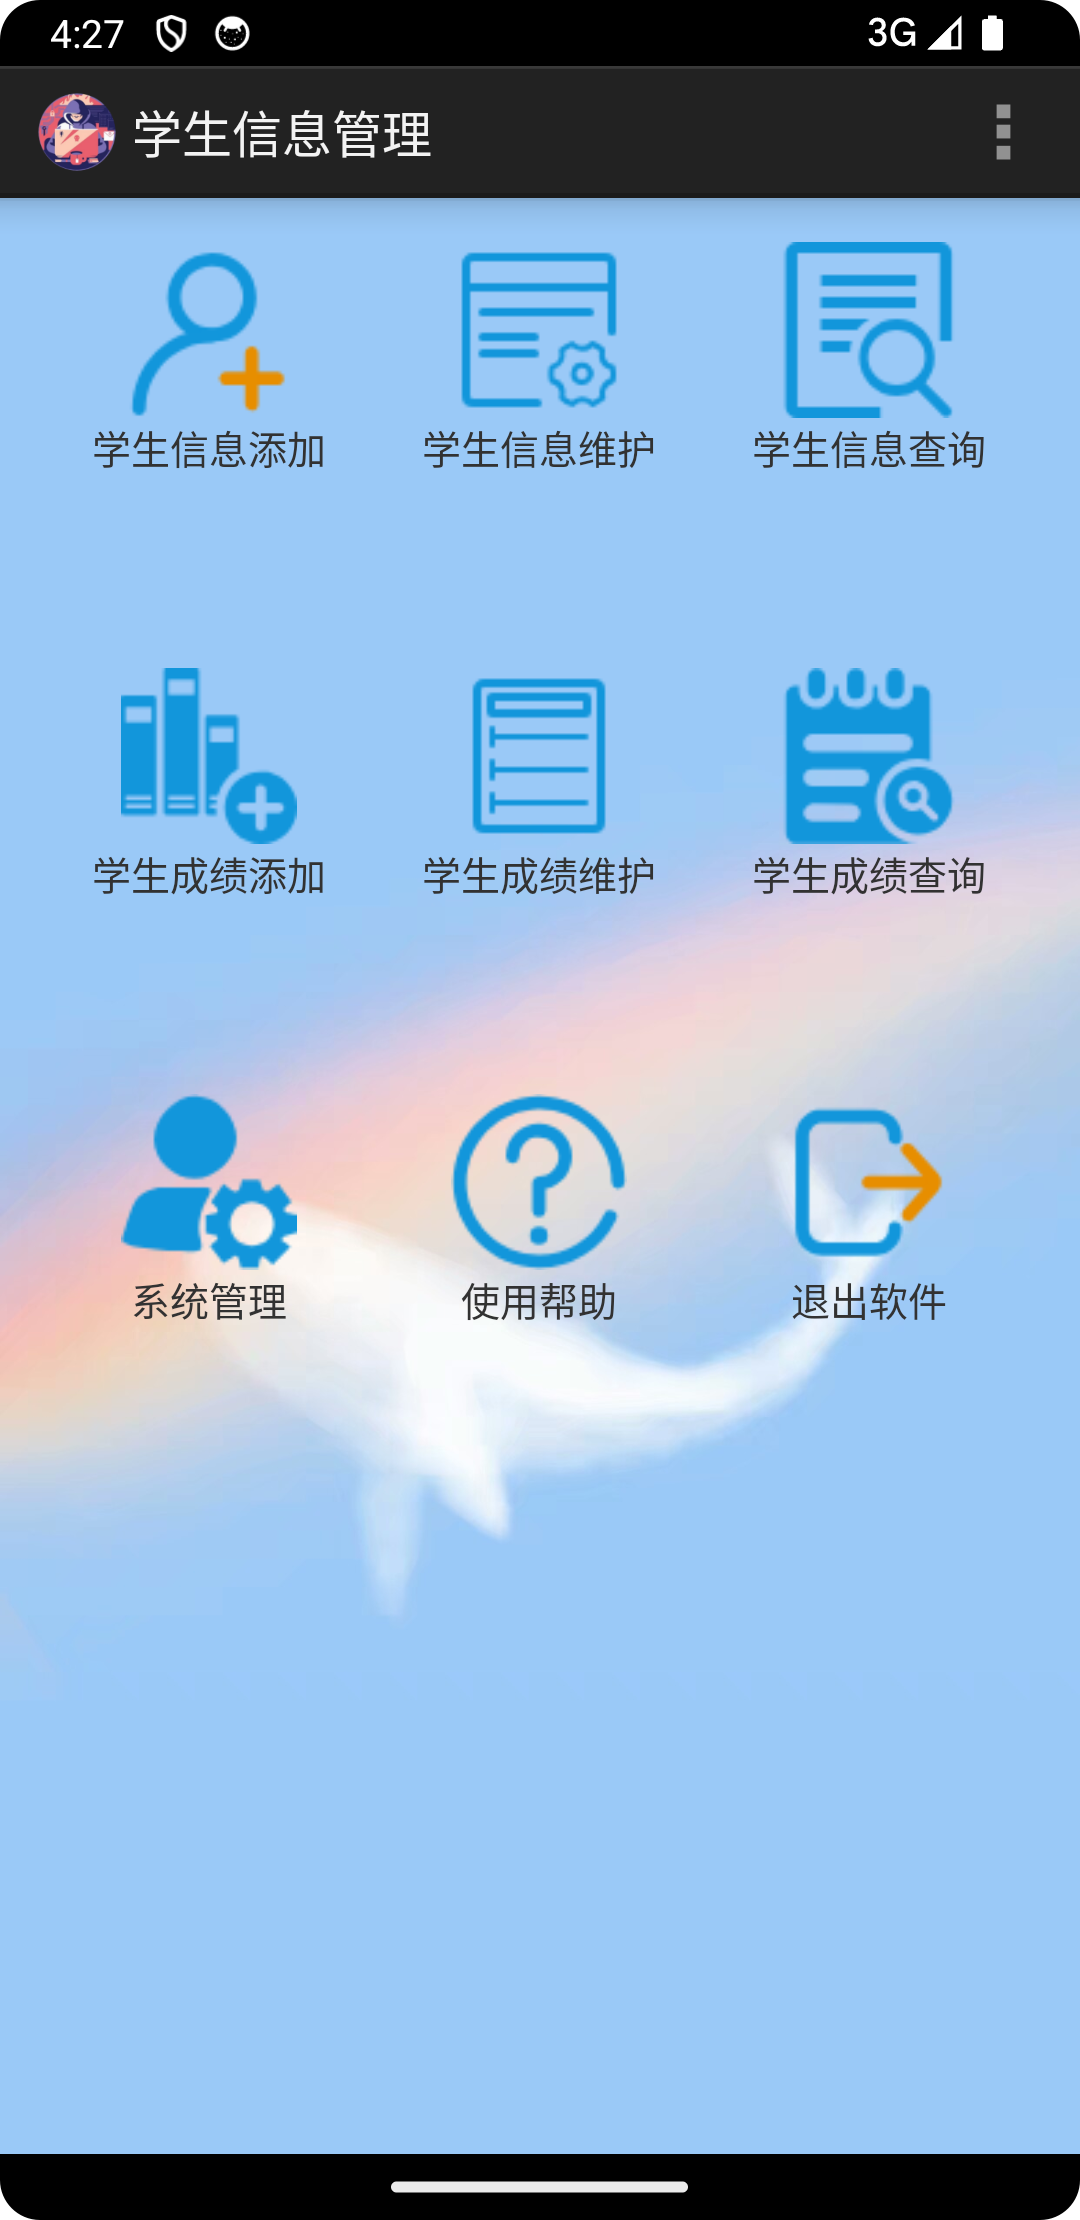 4:27
3G
学生信息管理
学生信息添加 学生信息维护 学生信息查询
学生成绩添加 学生成绩维护 学生成绩查询
系统管理 使用帮助 退出软件